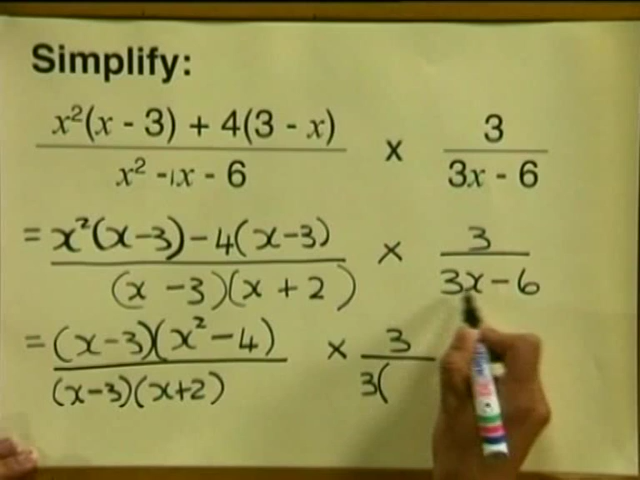 Simplify:
x²(x - 3) + 4(3 - x) x 3
x² -1x - 6 3x - 6
= x²(x-3) - 4(x-3) × 3
(x - 3)(x + 2) 3x - 6
= (x-3)(x² - 4) × 3
(x-3)(x+2) 3(